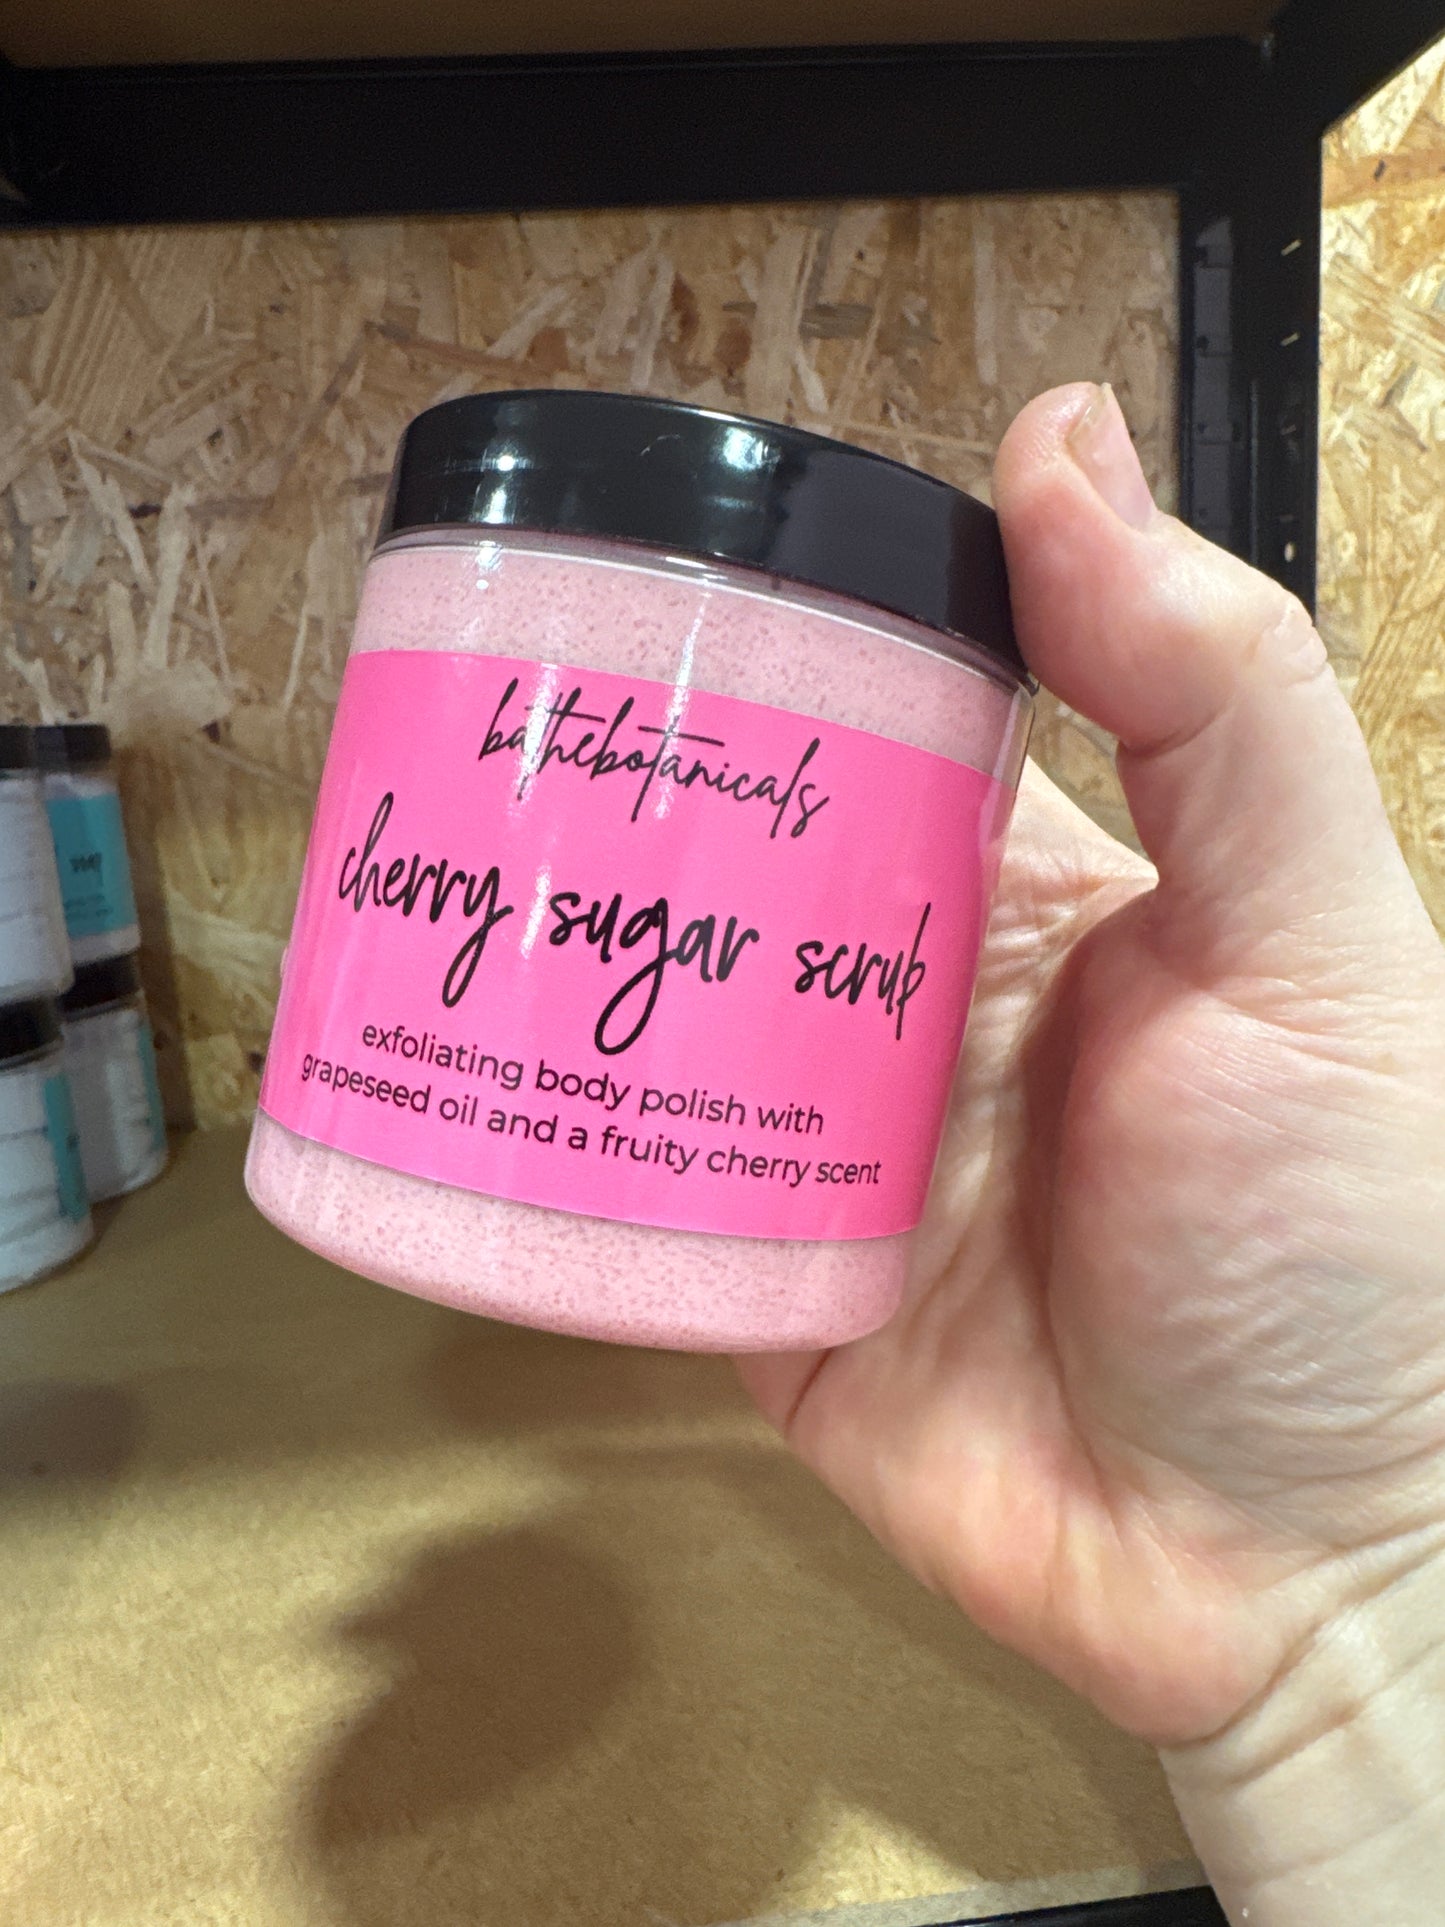 bathebotanicals
cherry sugar scrub
exfoliating body polish with
grapeseed oil and a fruity cherry scent